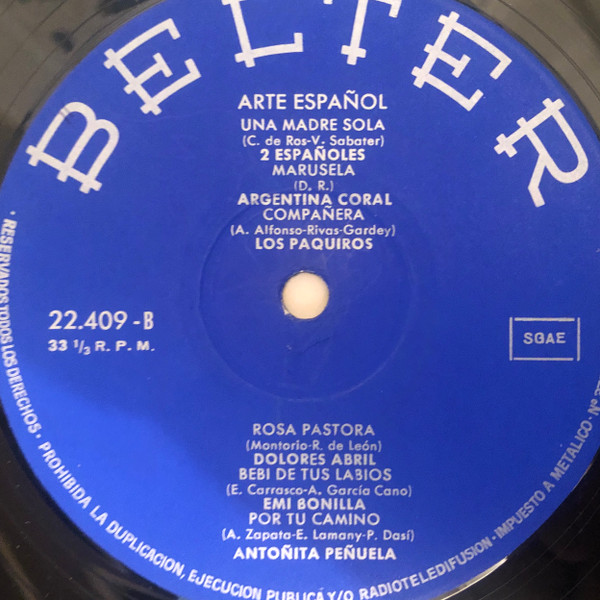 BELTER
ARTE ESPAÑOL
UNA MADRE SOLA
(C. de Ros-V. Sabater)
2 ESPAÑOLES
MARUSELA
(D. R.)
ARGENTINA CORAL
COMPAÑERA
(A. Alfonso-Rivas-Gardey)
LOS PAQUIROS
22.409 - B
33 1/3 R. P. M.
SGAE
ROSA PASTORA
(Montorio-R. de León)
DOLORES ABRIL
BEBI DE TUS LABIOS
(E. Carrasco-A. García Cano)
EMI BONILLA
POR TU CAMINO
(A. Zapata-E. Lamany-P. Dasí)
ANTOÑITA PEÑUELA
· RESERVADOS TODOS LOS DERECHOS · PROHIBIDA LA DUPLICACION, EJECUCION PUBLICA Y/O RADIOTELEDIFUSION - IMPUESTO A METALICO - Nº